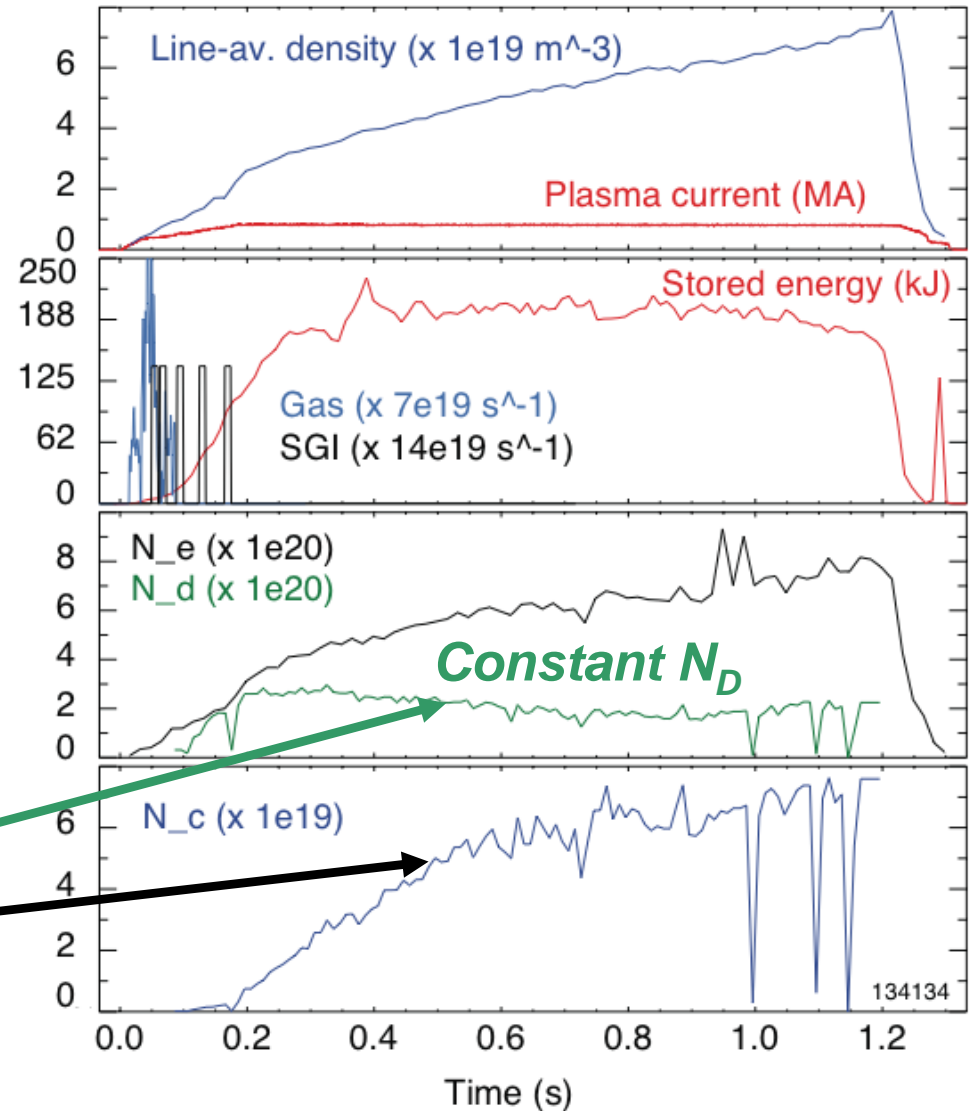 6
4
2
0
Line-av. density (x 1e19 m^-3)
Plasma current (MA)
250
188
125
62
0
Stored energy (kJ)
Gas (x 7e19 s^-1)
SGI (x 14e19 s^-1)
8
6
4
2
0
N_e (x 1e20)
N_d (x 1e20)
Constant N_D
6
4
2
0
N_c (x 1e19)
134134
0.0 0.2 0.4 0.6 0.8 1.0 1.2
Time (s)